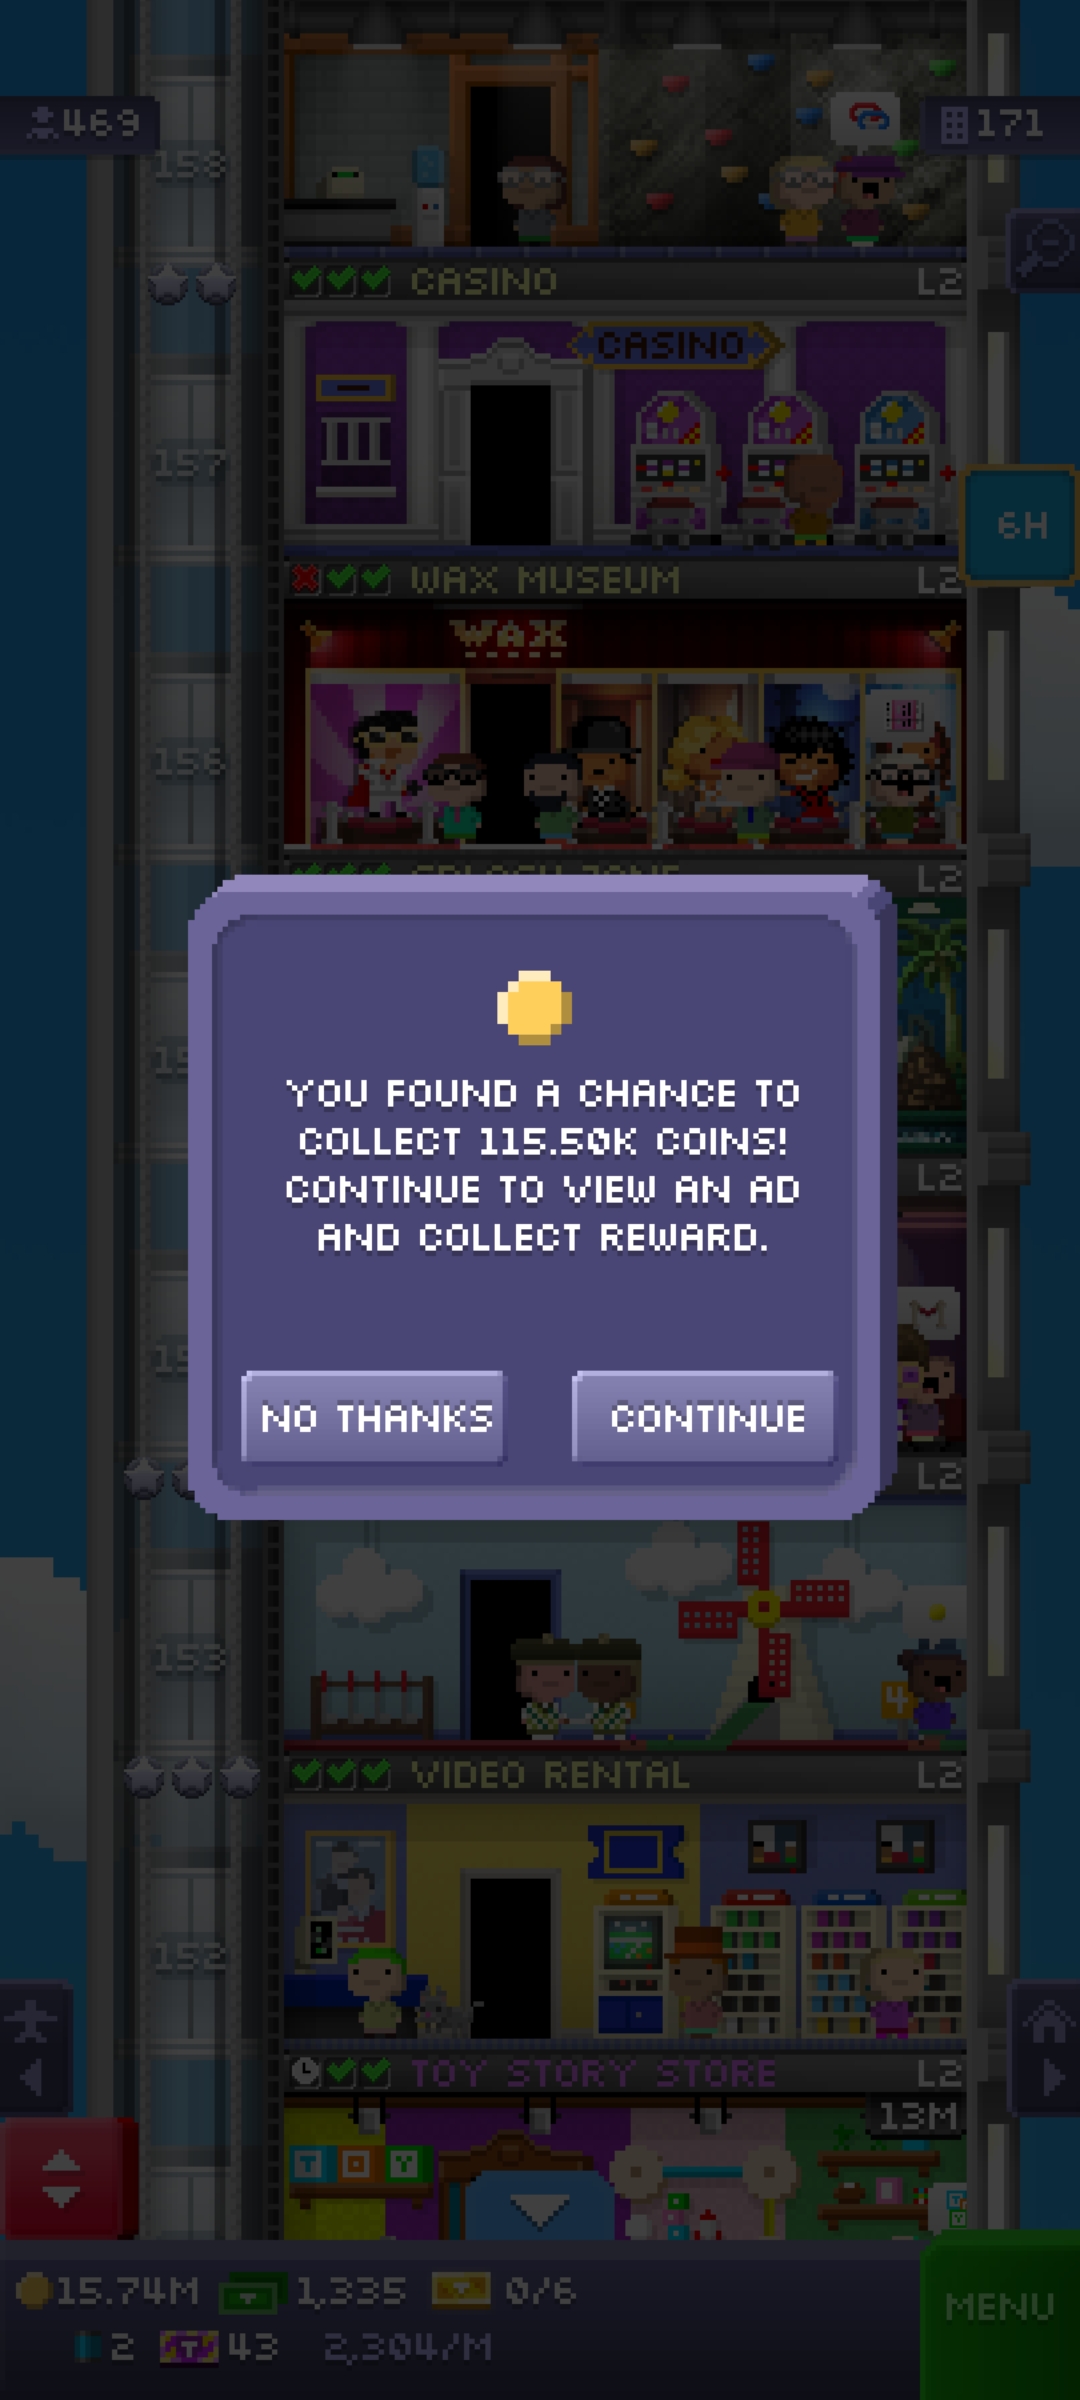 469
171
158
CASINO
L2
CASINO
157
6H
WAX MUSEUM
L2
WAX
156
L2
YOU FOUND A CHANCE TO
COLLECT 115.50K COINS!
CONTINUE TO VIEW AN AD
AND COLLECT REWARD.
L2
NO THANKS
CONTINUE
L2
153
4
VIDEO RENTAL
L2
152
TOY STORY STORE
L2
13M
T O Y
15.74M
1,335
0/6
MENU
2
43
2,304/M